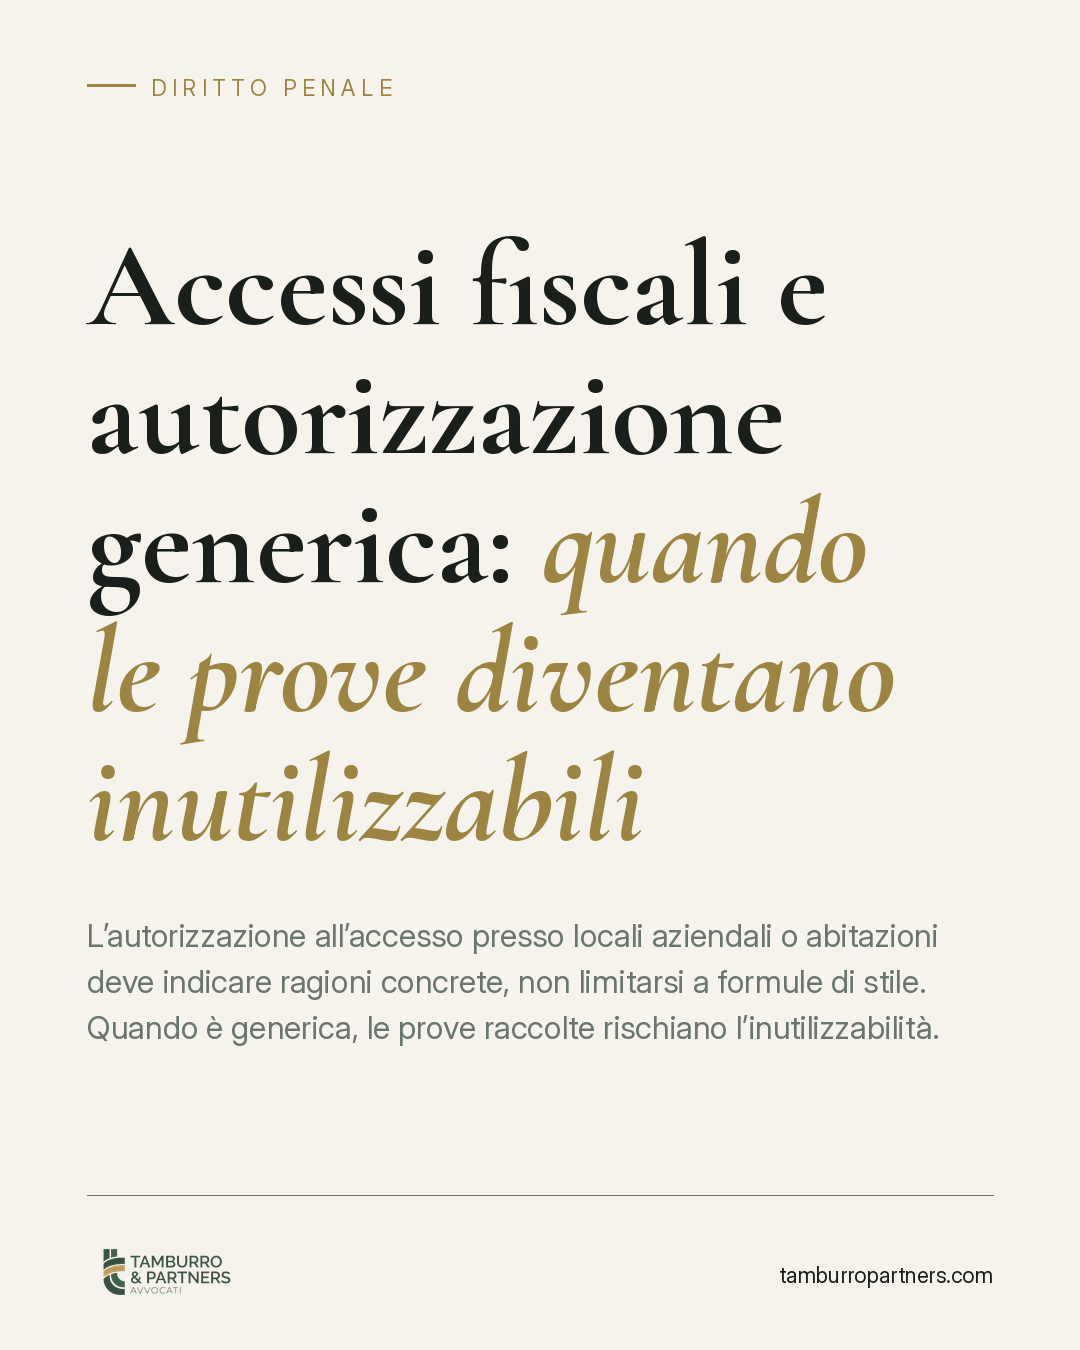 DIRITTO PENALE
Accessi fiscali e
autorizzazione
generica: quando
le prove diventano
inutilizzabili
L’autorizzazione all’accesso presso locali aziendali o abitazioni
deve indicare ragioni concrete, non limitarsi a formule di stile.
Quando è generica, le prove raccolte rischiano l’inutilizzabilità.
TAMBURRO
& PARTNERS
AVVOCATI
tamburropartners.com